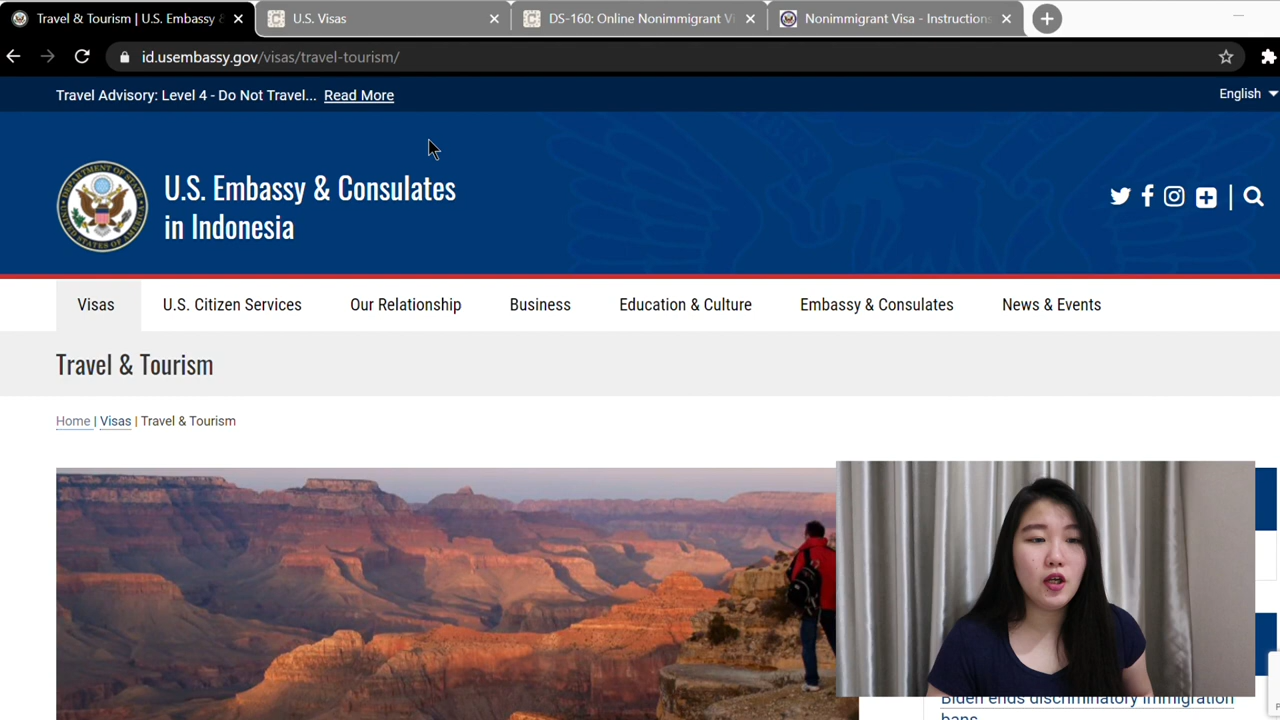 Travel & Tourism | U.S. Embassy
U.S. Visas
DS-160: Online Nonimmigrant Vi
Nonimmigrant Visa - Instructions
id.usembassy.gov/visas/travel-tourism/
Travel Advisory: Level 4 - Do Not Travel... Read More
English
U.S. Embassy & Consulates
in Indonesia
Visas
U.S. Citizen Services
Our Relationship
Business
Education & Culture
Embassy & Consulates
News & Events
Travel & Tourism
Home | Visas | Travel & Tourism
Biden ends discriminatory immigration
bans